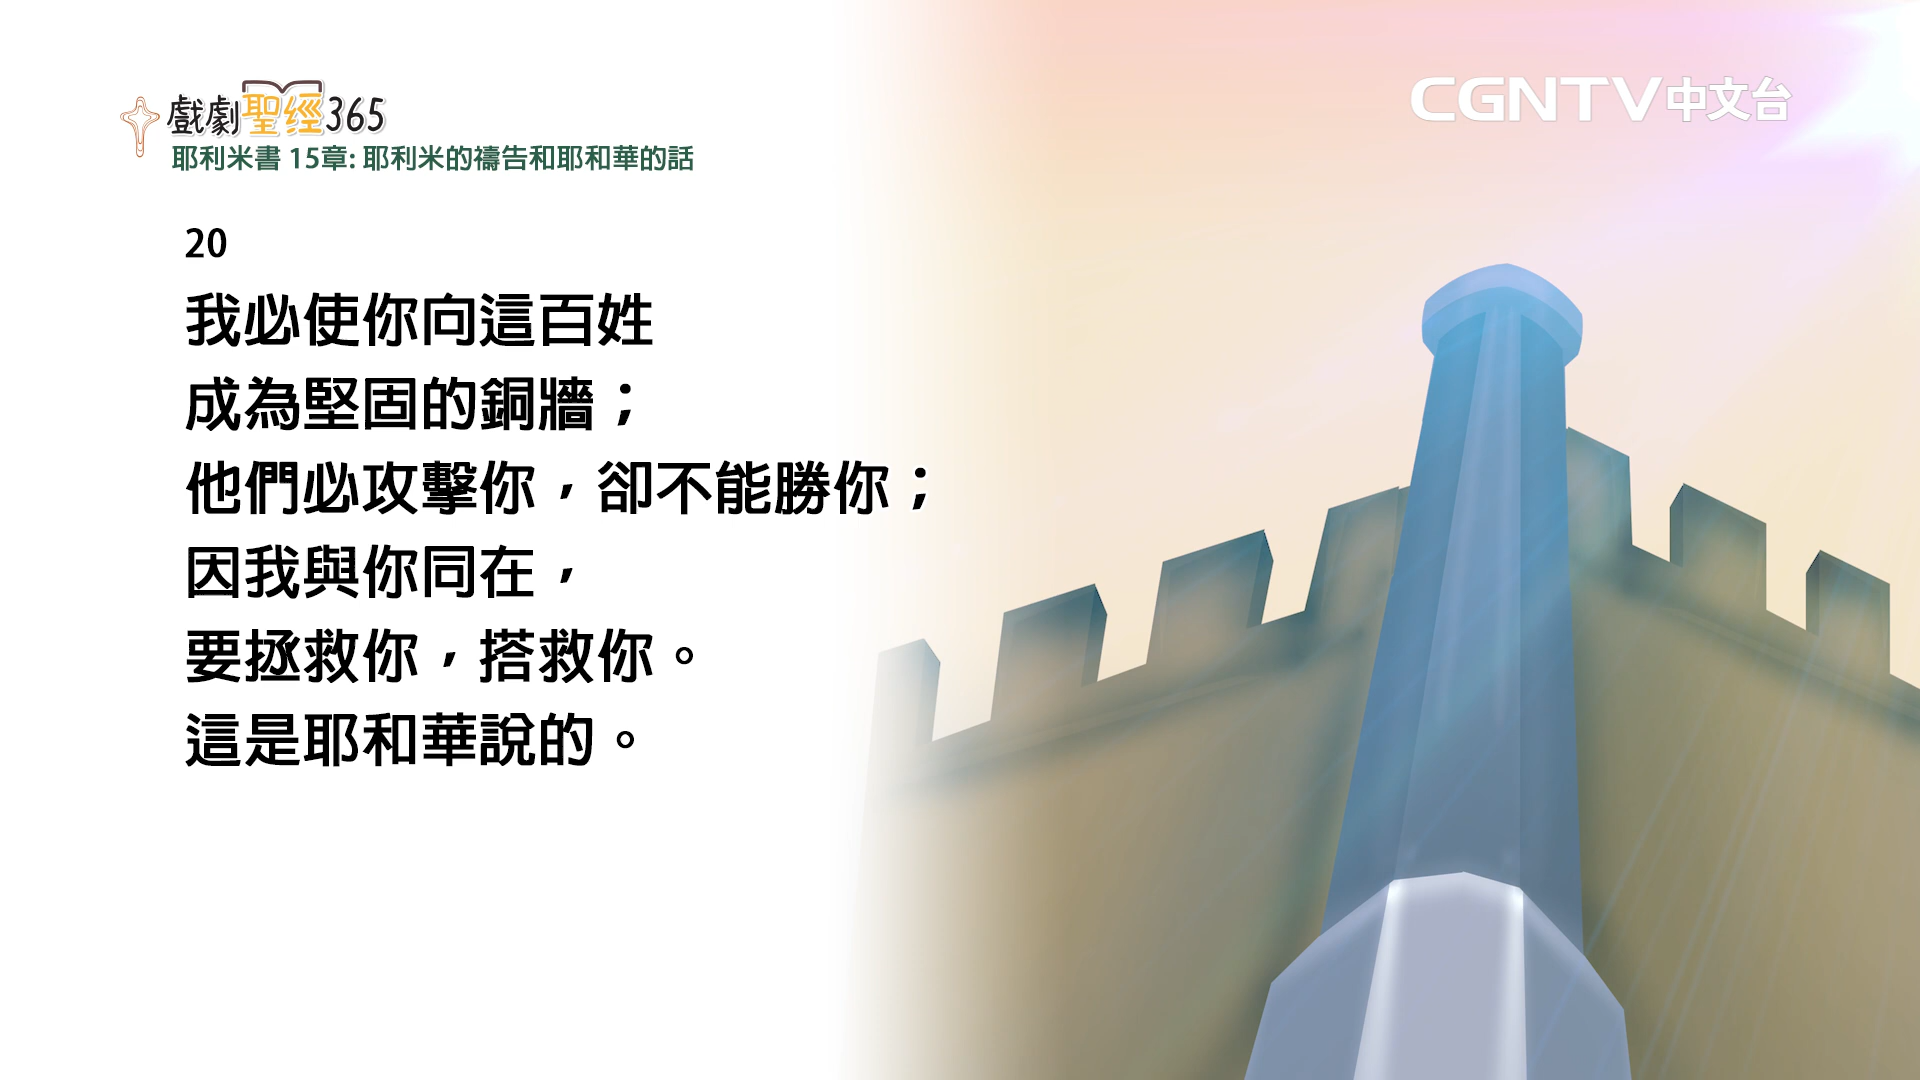 戲劇聖經365
CGNTV中文台
耶利米書 15章: 耶利米的禱告和耶和華的話
20
我必使你向這百姓
成為堅固的銅牆；
他們必攻擊你，卻不能勝你；
因我與你同在，
要拯救你，搭救你。
這是耶和華說的。